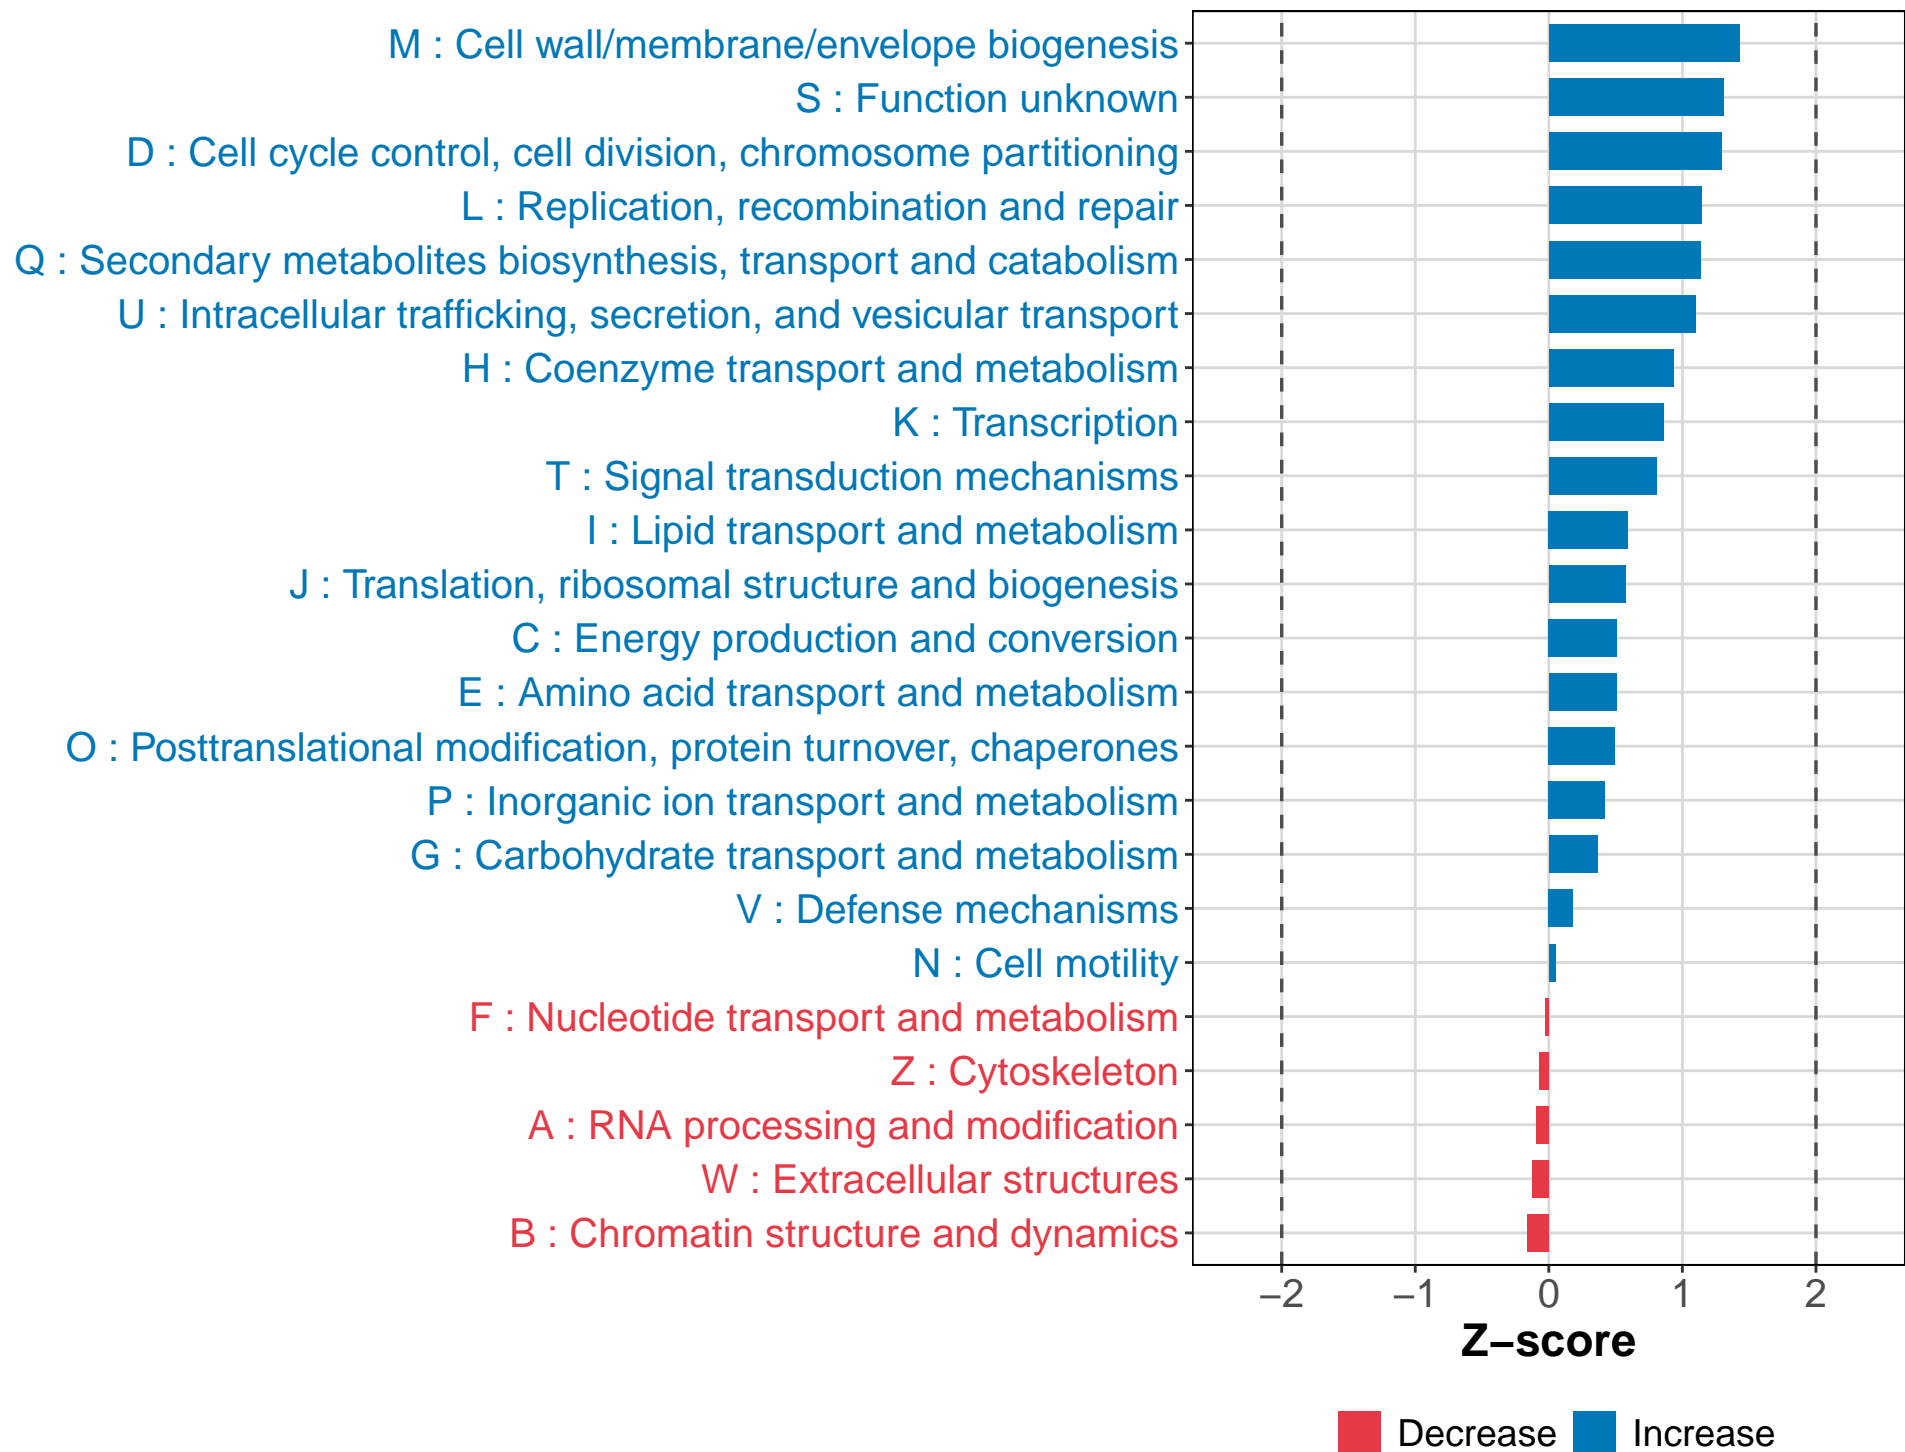 M : Cell wall/membrane/envelope biogenesis
S : Function unknown
D : Cell cycle control, cell division, chromosome partitioning
L : Replication, recombination and repair
Q : Secondary metabolites biosynthesis, transport and catabolism
U : Intracellular trafficking, secretion, and vesicular transport
H : Coenzyme transport and metabolism
K : Transcription
T : Signal transduction mechanisms
I : Lipid transport and metabolism
J : Translation, ribosomal structure and biogenesis
C : Energy production and conversion
E : Amino acid transport and metabolism
O : Posttranslational modification, protein turnover, chaperones
P : Inorganic ion transport and metabolism
G : Carbohydrate transport and metabolism
V : Defense mechanisms
N : Cell motility
F : Nucleotide transport and metabolism
Z : Cytoskeleton
A : RNA processing and modification
W : Extracellular structures
B : Chromatin structure and dynamics
−2 −1 0 1 2
Z−score
Decrease Increase